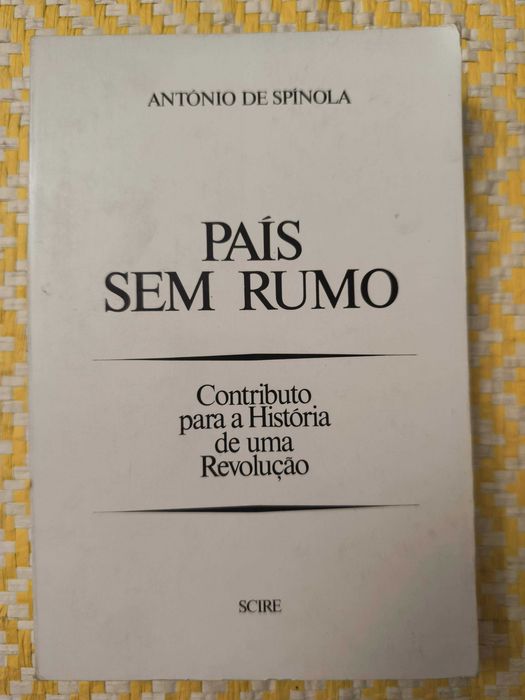 ANTÓNIO DE SPÍNOLA
PAÍS
SEM RUMO
Contributo
para a História
de uma
Revolução
SCIRE